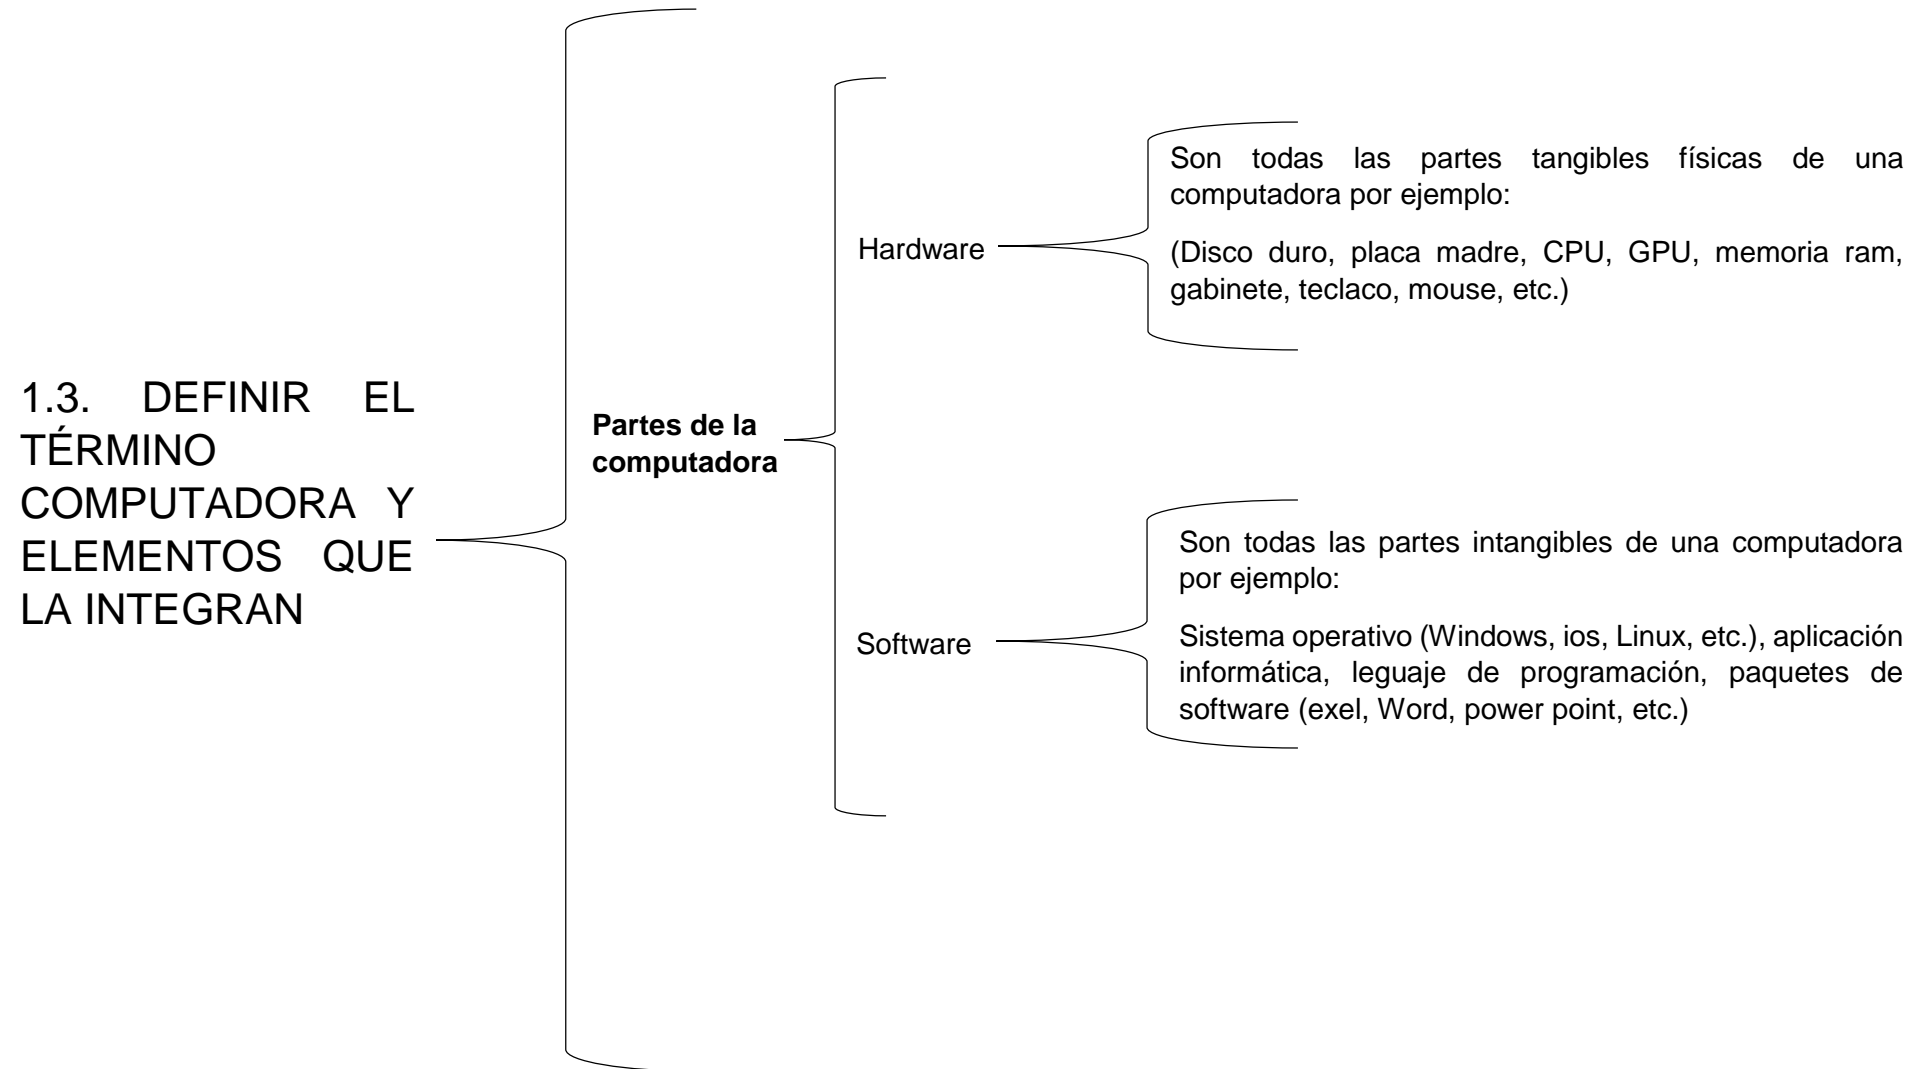 1.3. DEFINIR EL
TÉRMINO
COMPUTADORA Y
ELEMENTOS QUE
LA INTEGRAN
Partes de la
computadora
Hardware
Son todas las partes tangibles físicas de una
computadora por ejemplo:
(Disco duro, placa madre, CPU, GPU, memoria ram,
gabinete, teclaco, mouse, etc.)
Software
Son todas las partes intangibles de una computadora
por ejemplo:
Sistema operativo (Windows, ios, Linux, etc.), aplicación
informática, leguaje de programación, paquetes de
software (exel, Word, power point, etc.)